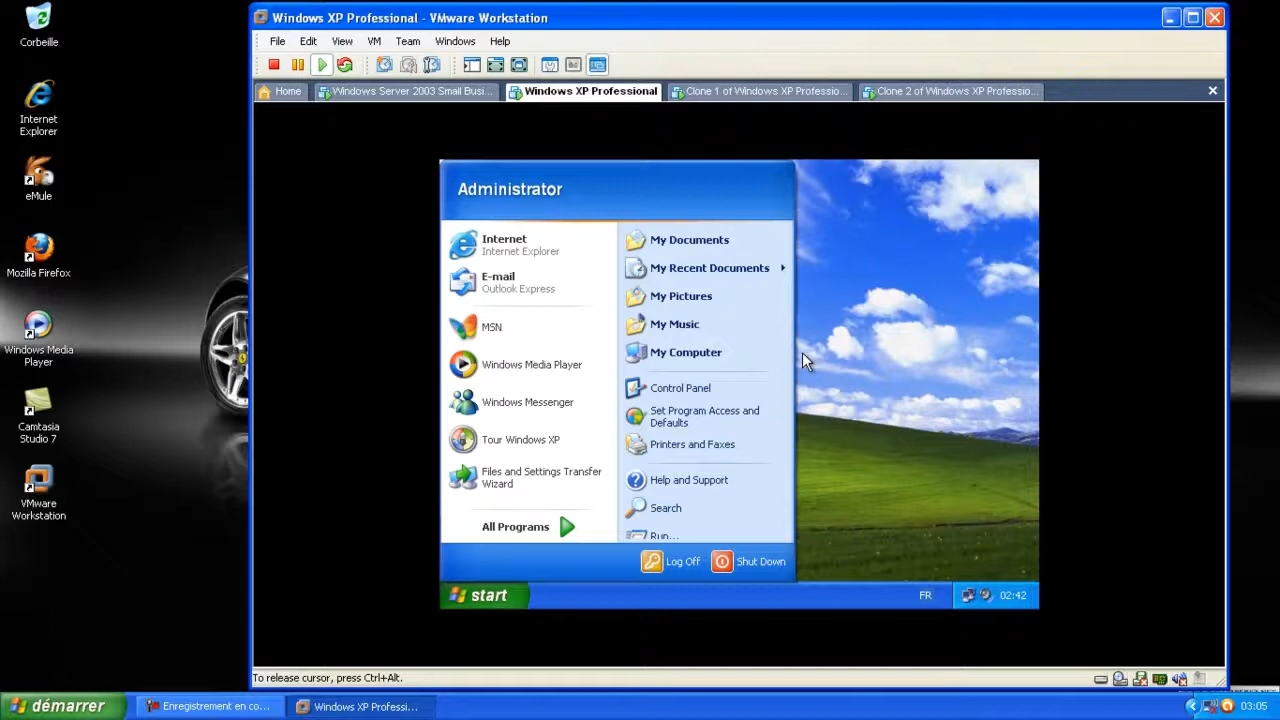 Corbeille
Internet
Explorer
eMule
Mozilla Firefox
Windows Media
Player
Camtasia
Studio 7
VMware
Workstation
Windows XP Professional - VMware Workstation
File Edit View VM Team Windows Help
Home Windows Server 2003 Small Busi... Windows XP Professional Clone 1 of Windows XP Professio... Clone 2 of Windows XP Professio...
Administrator
Internet
Internet Explorer
E-mail
Outlook Express
MSN
Windows Media Player
Windows Messenger
Tour Windows XP
Files and Settings Transfer
Wizard
All Programs
My Documents
My Recent Documents
My Pictures
My Music
My Computer
Control Panel
Set Program Access and
Defaults
Printers and Faxes
Help and Support
Search
Run...
Log Off Shut Down
start FR 02:42
To release cursor, press Ctrl+Alt.
démarrer Enregistrement en co... Windows XP Professi... 03:05